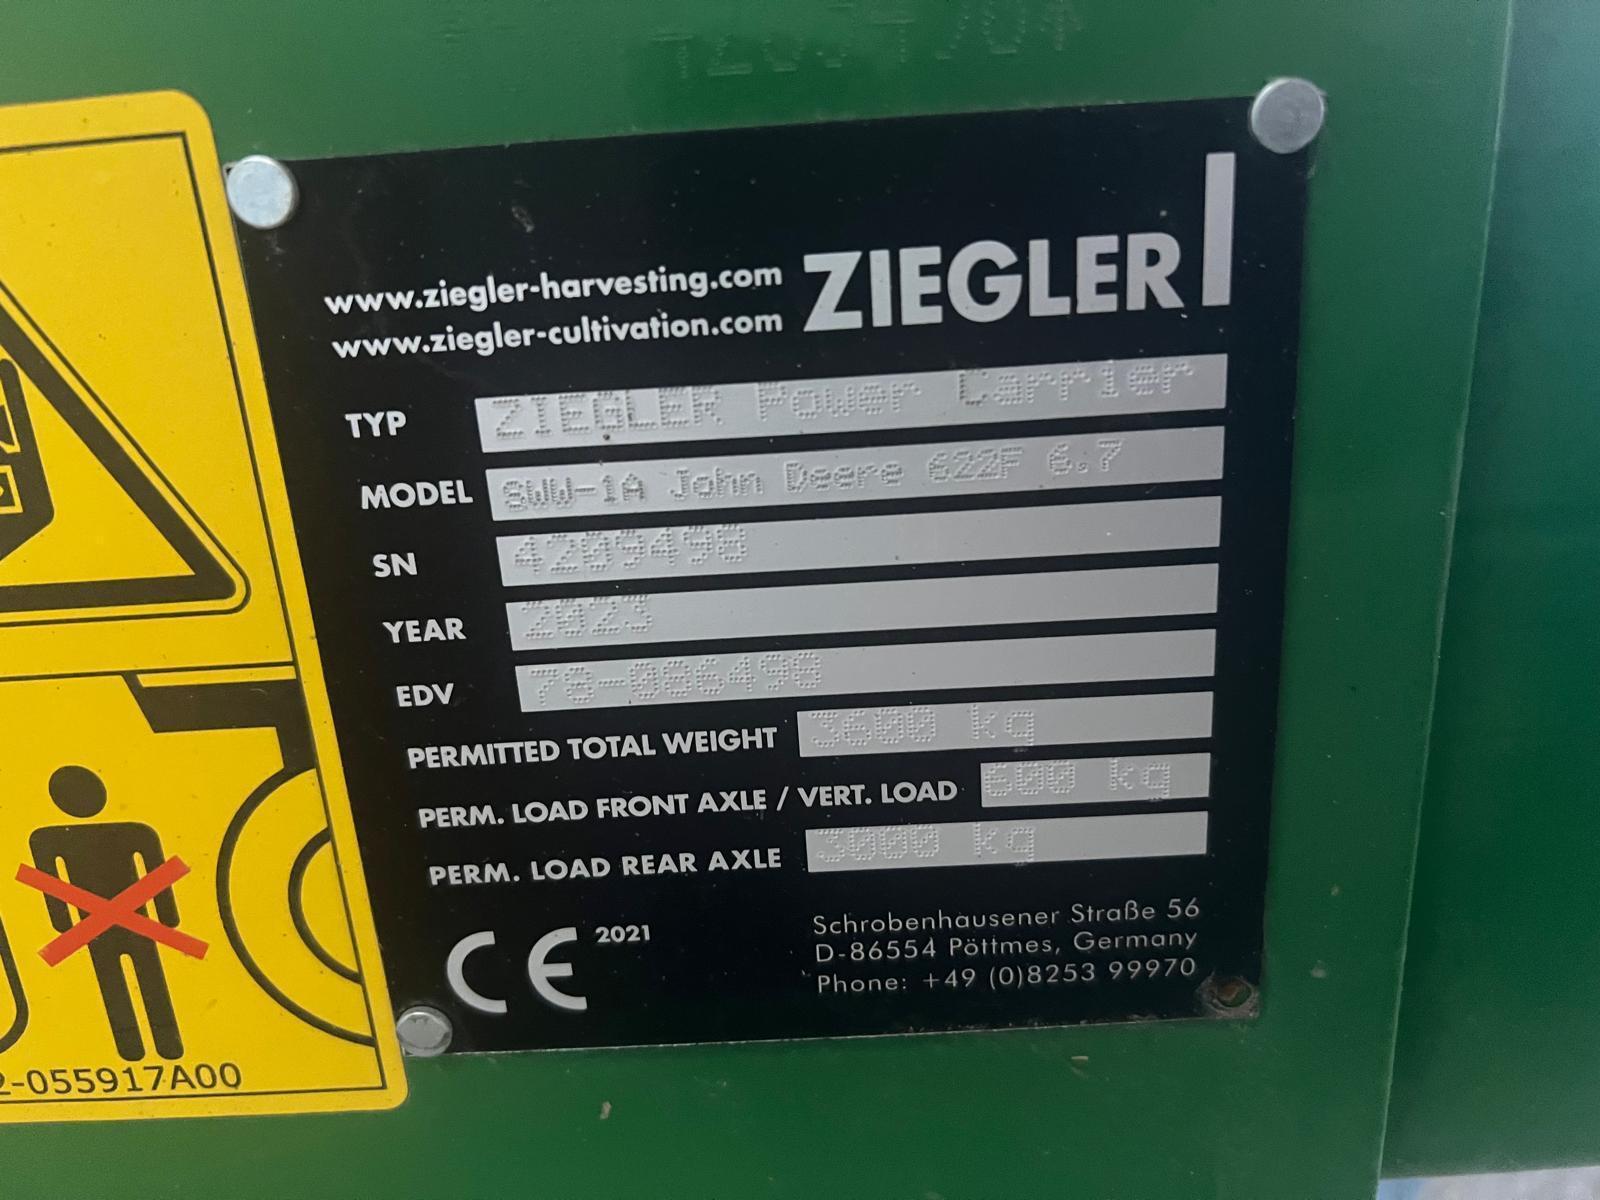 www.ziegler-harvesting.com
www.ziegler-cultivation.com
ZIEGLER
TYP ZIEGLER Power Carrier
MODEL SWW-1A John Deere 622F 6.7
SN 4209498
YEAR 2023
EDV 78-086498
PERMITTED TOTAL WEIGHT 3600 kg
PERM. LOAD FRONT AXLE / VERT. LOAD 600 kg
PERM. LOAD REAR AXLE 3000 kg
CE 2021
Schrobenhausener Straße 56
D-86554 Pöttmes, Germany
Phone: +49 (0)8253 99970
-055917A00